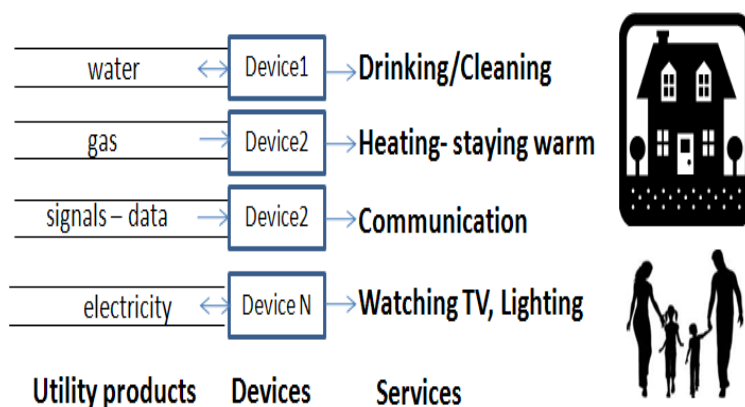 water Device1 Drinking/Cleaning
gas Device2 Heating- staying warm
signals – data Device2 Communication
electricity Device N Watching TV, Lighting
Utility products Devices Services